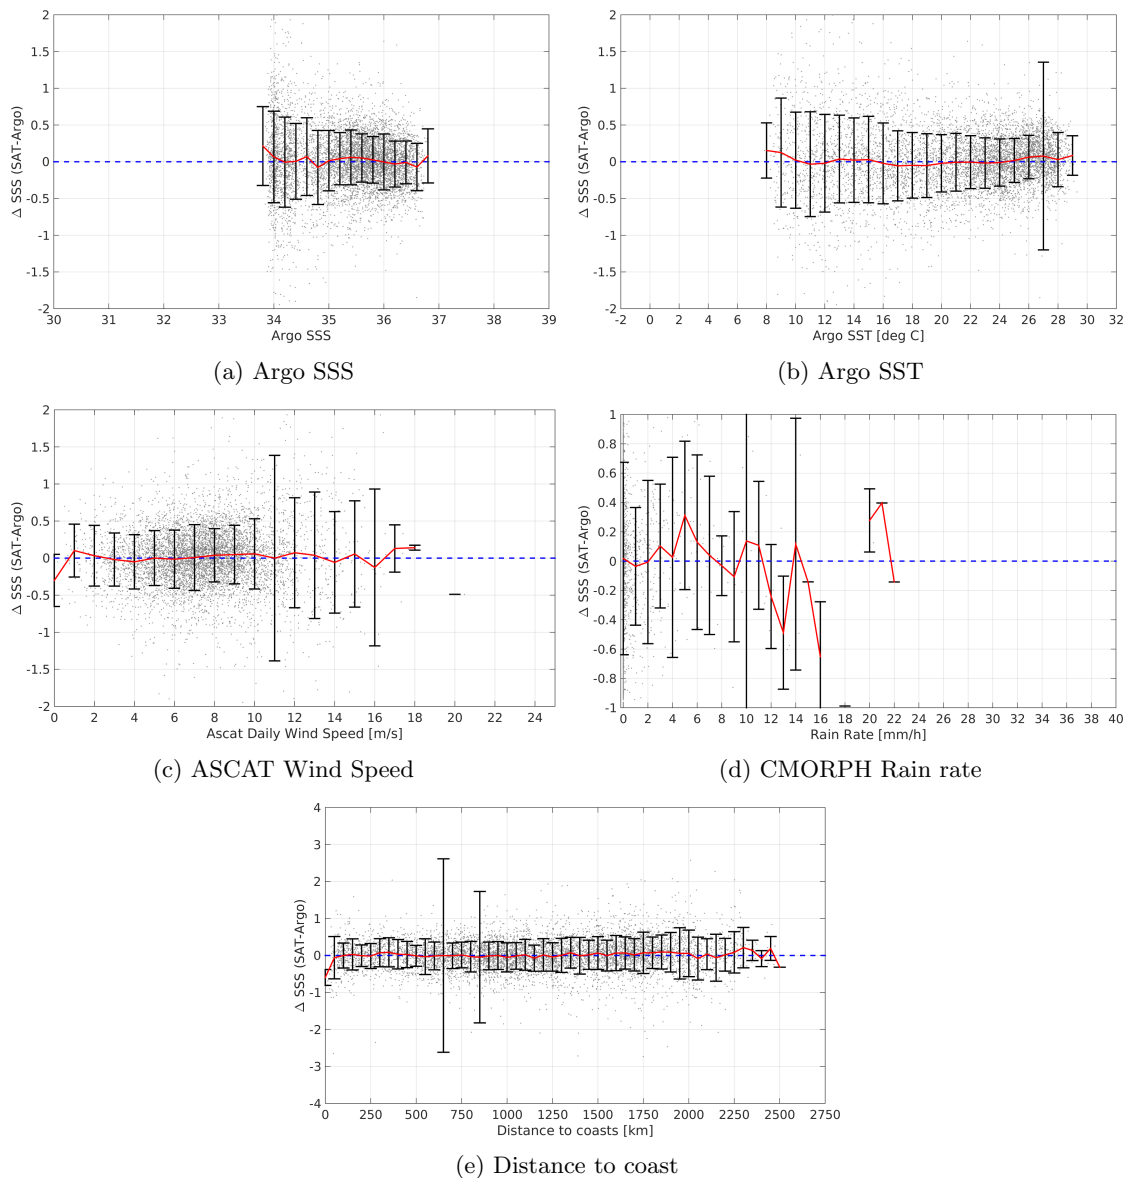 2
1.5
1
0.5
0
-0.5
-1
-1.5
-2
Δ SSS (SAT-Argo)
30 31 32 33 34 35 36 37 38 39
Argo SSS
(a) Argo SSS
2
1.5
1
0.5
0
-0.5
-1
-1.5
-2
Δ SSS (SAT-Argo)
-2 0 2 4 6 8 10 12 14 16 18 20 22 24 26 28 30 32
Argo SST [deg C]
(b) Argo SST
2
1.5
1
0.5
0
-0.5
-1
-1.5
-2
Δ SSS (SAT-Argo)
0 2 4 6 8 10 12 14 16 18 20 22 24
Ascat Daily Wind Speed [m/s]
(c) ASCAT Wind Speed
1
0.8
0.6
0.4
0.2
0
-0.2
-0.4
-0.6
-0.8
-1
Δ SSS (SAT-Argo)
0 2 4 6 8 10 12 14 16 18 20 22 24 26 28 30 32 34 36 38 40
Rain Rate [mm/h]
(d) CMORPH Rain rate
4
3
2
1
0
-1
-2
-3
-4
Δ SSS (SAT-Argo)
0 250 500 750 1000 1250 1500 1750 2000 2250 2500 2750
Distance to coasts [km]
(e) Distance to coast